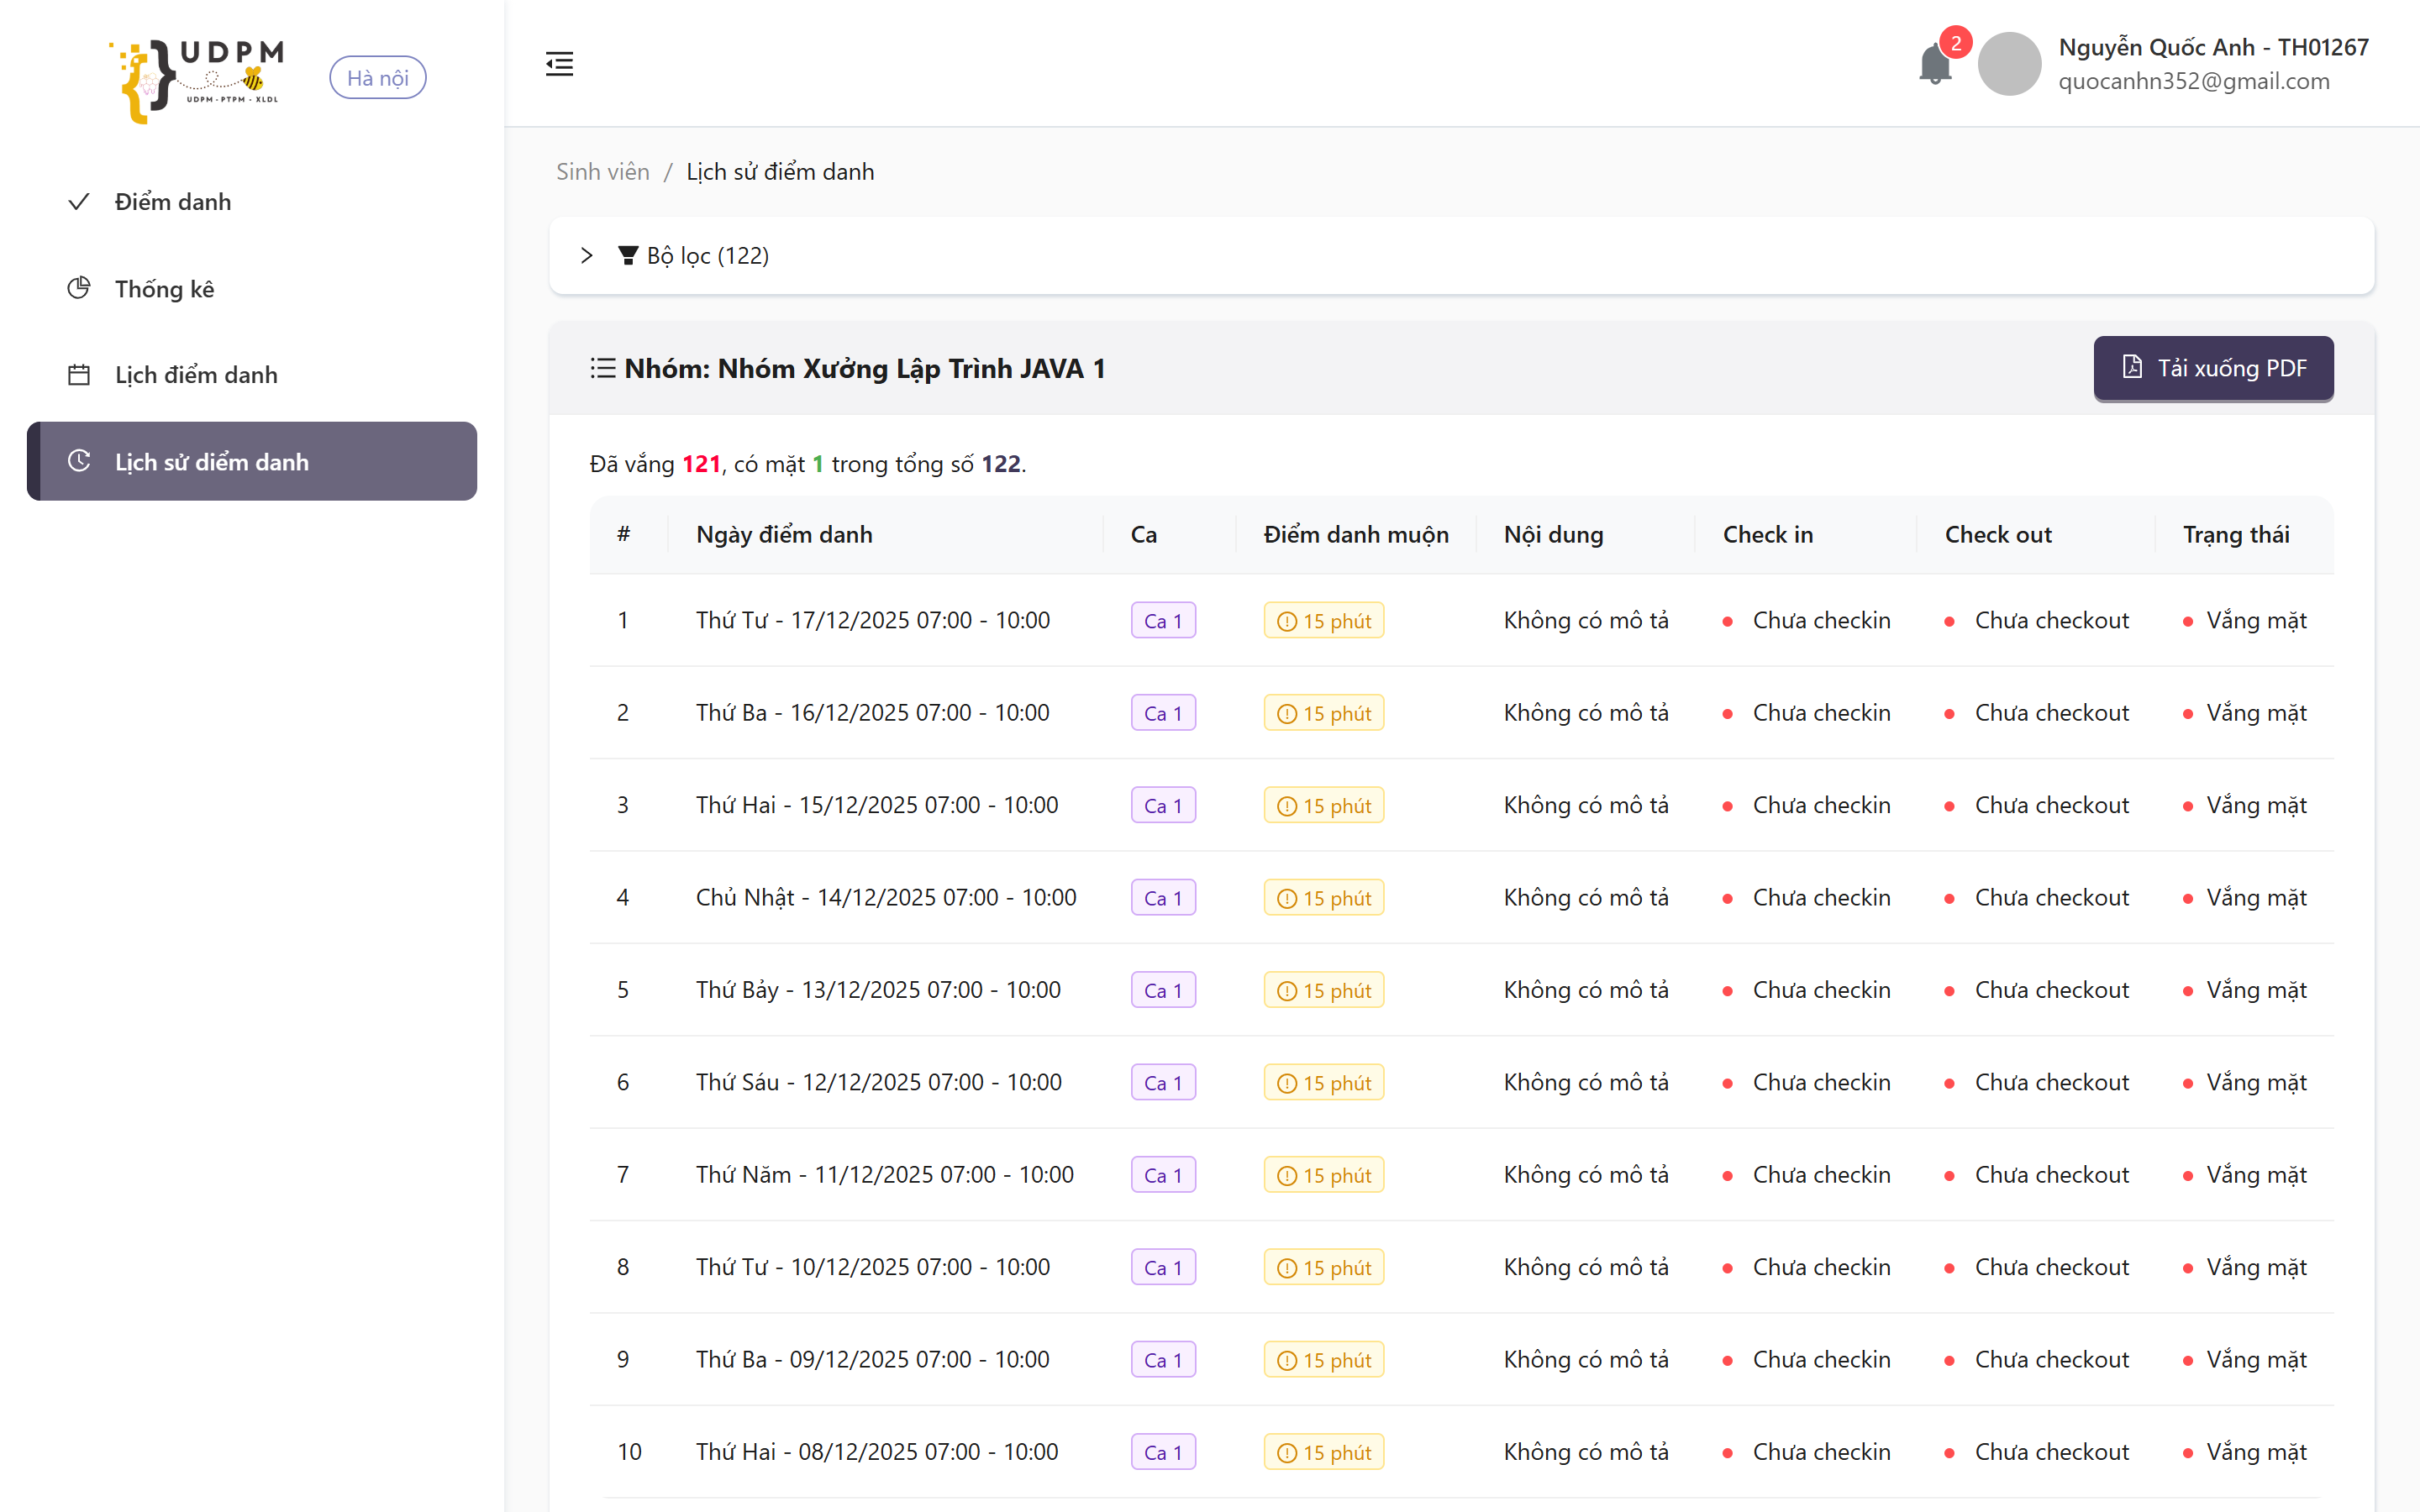 UDPM
UDPM - PTPM - XLDL
Hà nội
Điểm danh
Thống kê
Lịch điểm danh
Lịch sử điểm danh
2
Nguyễn Quốc Anh - TH01267
quocanhn352@gmail.com
Sinh viên / Lịch sử điểm danh
Bộ lọc (122)
Nhóm: Nhóm Xưởng Lập Trình JAVA 1
Tải xuống PDF
Đã vắng 121, có mặt 1 trong tổng số 122.
# Ngày điểm danh Ca Điểm danh muộn Nội dung Check in Check out Trạng thái
1 Thứ Tư - 17/12/2025 07:00 - 10:00 Ca 1 15 phút Không có mô tả Chưa checkin Chưa checkout Vắng mặt
2 Thứ Ba - 16/12/2025 07:00 - 10:00 Ca 1 15 phút Không có mô tả Chưa checkin Chưa checkout Vắng mặt
3 Thứ Hai - 15/12/2025 07:00 - 10:00 Ca 1 15 phút Không có mô tả Chưa checkin Chưa checkout Vắng mặt
4 Chủ Nhật - 14/12/2025 07:00 - 10:00 Ca 1 15 phút Không có mô tả Chưa checkin Chưa checkout Vắng mặt
5 Thứ Bảy - 13/12/2025 07:00 - 10:00 Ca 1 15 phút Không có mô tả Chưa checkin Chưa checkout Vắng mặt
6 Thứ Sáu - 12/12/2025 07:00 - 10:00 Ca 1 15 phút Không có mô tả Chưa checkin Chưa checkout Vắng mặt
7 Thứ Năm - 11/12/2025 07:00 - 10:00 Ca 1 15 phút Không có mô tả Chưa checkin Chưa checkout Vắng mặt
8 Thứ Tư - 10/12/2025 07:00 - 10:00 Ca 1 15 phút Không có mô tả Chưa checkin Chưa checkout Vắng mặt
9 Thứ Ba - 09/12/2025 07:00 - 10:00 Ca 1 15 phút Không có mô tả Chưa checkin Chưa checkout Vắng mặt
10 Thứ Hai - 08/12/2025 07:00 - 10:00 Ca 1 15 phút Không có mô tả Chưa checkin Chưa checkout Vắng mặt